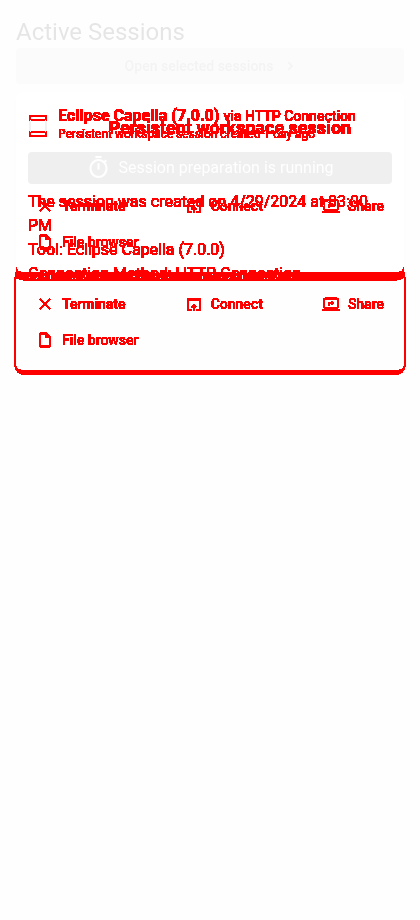 Active Sessions
Open selected sessions
Eclipse Capella (7.0.0) via HTTP Connection
Persistent workspace session
Persistent workspace session created 1 day ago
Session preparation is running
The session was created on 4/29/2024 at 03:00
Terminate Connect Share
PM
File browser
Tool: Eclipse Capella (7.0.0)
Connection Method: HTTP Connection
Terminate Connect Share
File browser